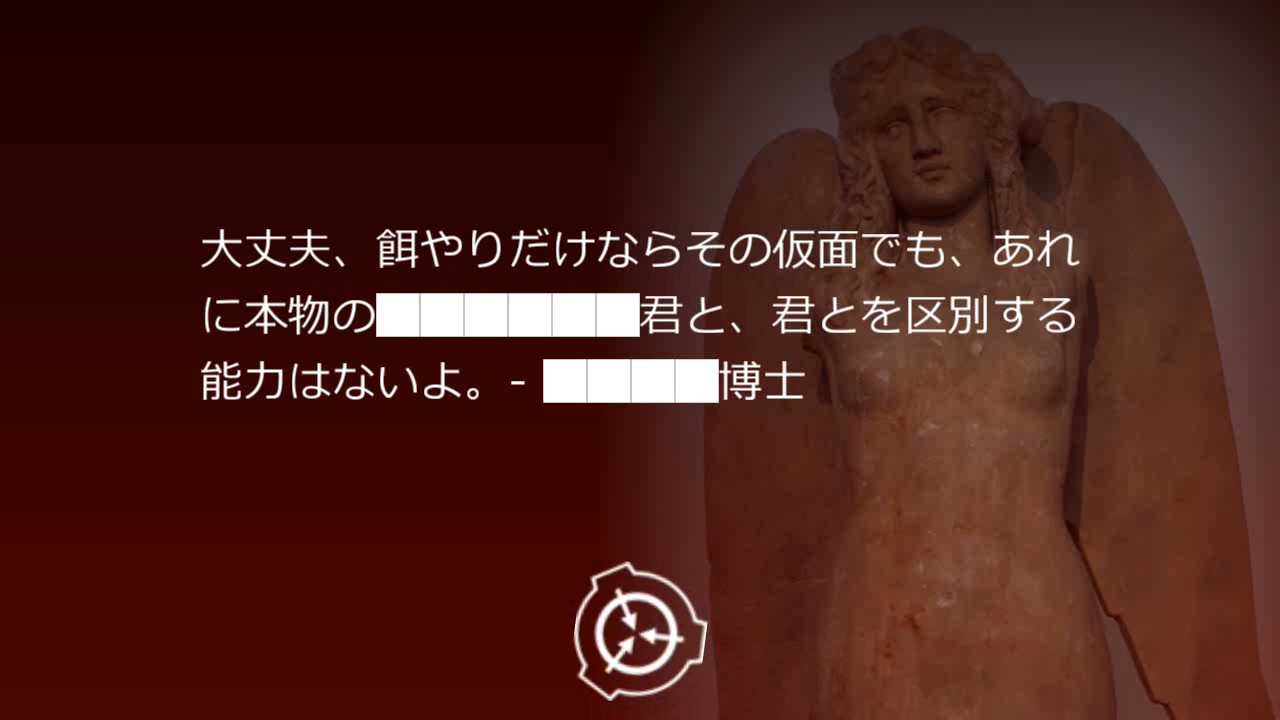 大丈夫、餌やりだけならその仮面でも、あれ
に本物の██████君と、君とを区別する
能力はないよ。- ████博士